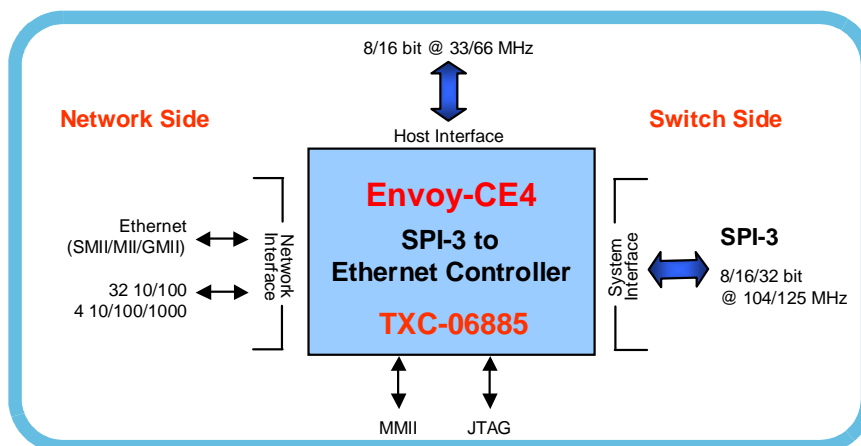 8/16 bit @ 33/66 MHz
Network Side
Switch Side
Host Interface
Envoy-CE4
SPI-3 to
Ethernet Controller
TXC-06885
Ethernet
(SMII/MII/GMII)
32 10/100
4 10/100/1000
Network
Interface
System
Interface
SPI-3
8/16/32 bit
@ 104/125 MHz
MMII
JTAG